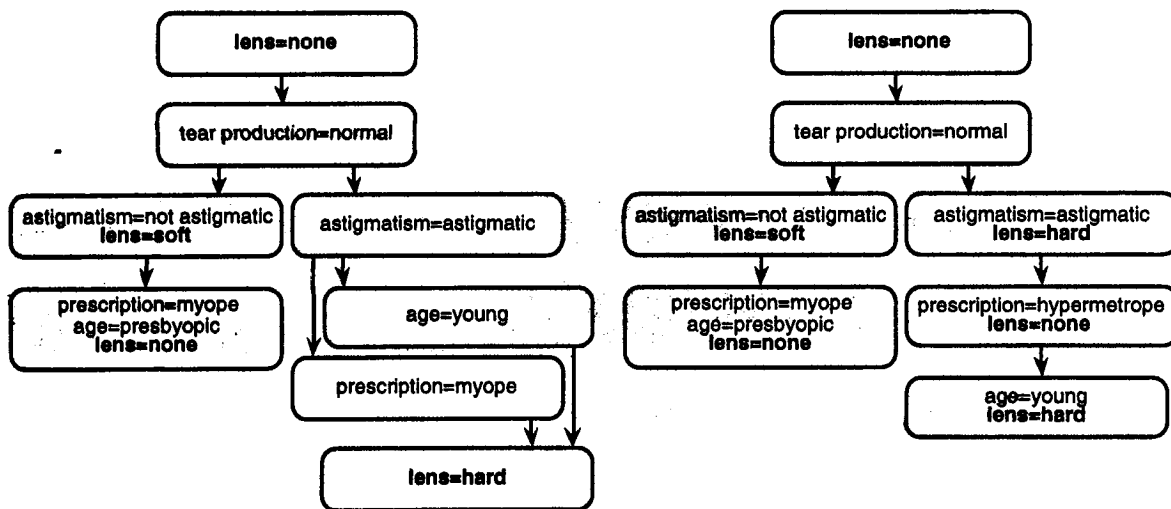 lens=none
tear production=normal
astigmatism=not astigmatic
lens=soft
astigmatism=astigmatic
prescription=myope
age=presbyopic
lens=none
age=young
prescription=myope
lens=hard
lens=none
tear production=normal
astigmatism=not astigmatic
lens=soft
astigmatism=astigmatic
lens=hard
prescription=myope
age=presbyopic
lens=none
prescription=hypermetrope
lens=none
age=young
lens=hard